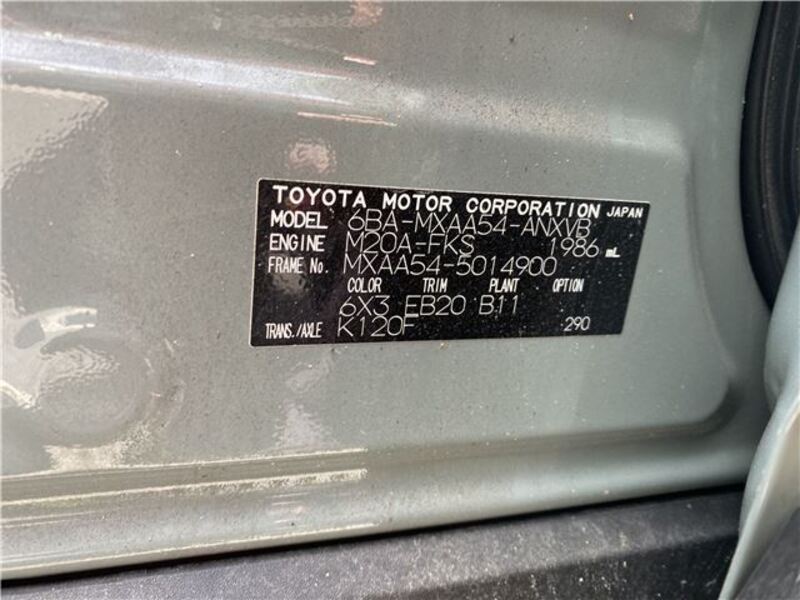 TOYOTA MOTOR CORPORATION JAPAN
MODEL 6BA-MXAA54-ANXVB
ENGINE M20A-FKS 1986 mL
FRAME No. MXAA54-5014900
COLOR TRIM PLANT OPTION
6X3 EB20 B11
TRANS./AXLE K120F 290